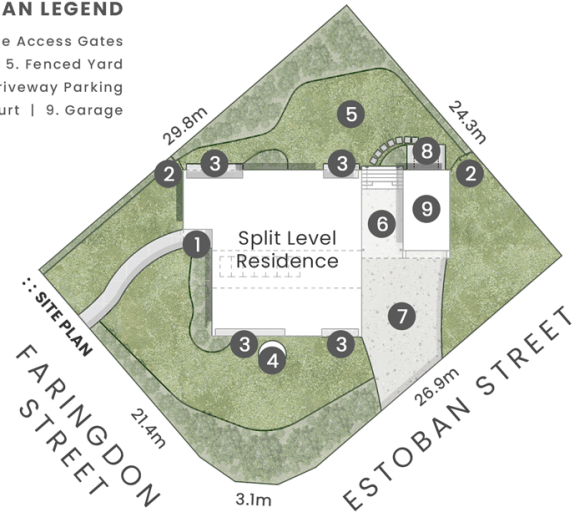 AN LEGEND
e Access Gates
5. Fenced Yard
riveway Parking
urt | 9. Garage
29.8m
24.3m
5
3
3
8
2
2
9
6
1
Split Level
Residence
7
3
4
3
SITE PLAN
FARINGDON
STREET
21.4m
3.1m
26.9m
ESTOBAN STREET